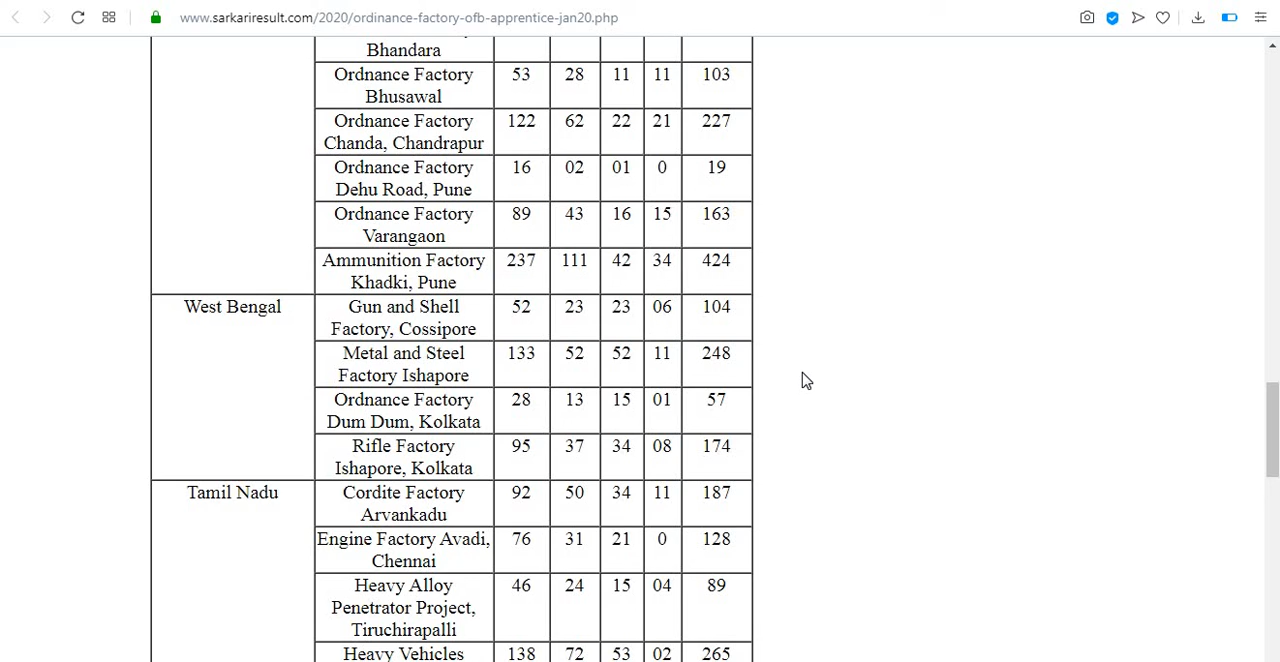 www.sarkariresult.com/2020/ordinance-factory-ofb-apprentice-jan20.php
Bhandara
Ordnance Factory 53 28 11 11 103
Bhusawal
Ordnance Factory 122 62 22 21 227
Chanda, Chandrapur
Ordnance Factory 16 02 01 0 19
Dehu Road, Pune
Ordnance Factory 89 43 16 15 163
Varangaon
Ammunition Factory 237 111 42 34 424
Khadki, Pune
West Bengal Gun and Shell 52 23 23 06 104
Factory, Cossipore
Metal and Steel 133 52 52 11 248
Factory Ishapore
Ordnance Factory 28 13 15 01 57
Dum Dum, Kolkata
Rifle Factory 95 37 34 08 174
Ishapore, Kolkata
Tamil Nadu Cordite Factory 92 50 34 11 187
Arvankadu
Engine Factory Avadi, 76 31 21 0 128
Chennai
Heavy Alloy 46 24 15 04 89
Penetrator Project,
Tiruchirapalli
Heavy Vehicles 138 72 53 02 265